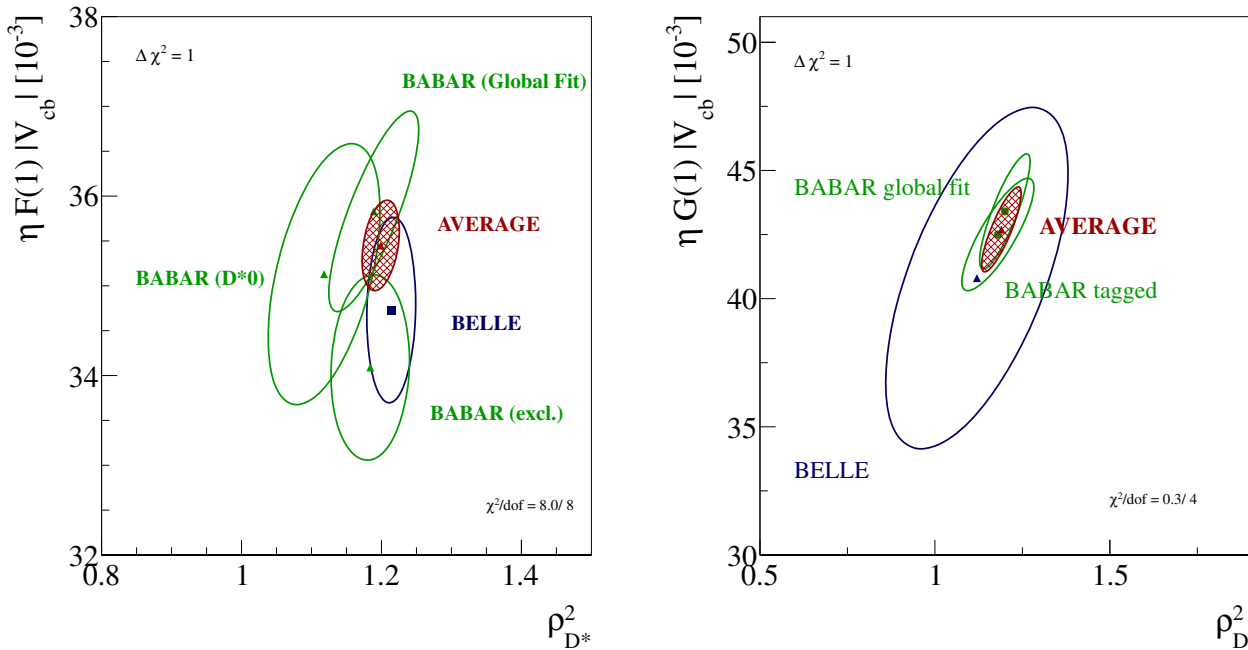 η F(1) |V_cb| [10^-3]
38
36
34
32
Δ χ² = 1
BABAR (Global Fit)
AVERAGE
BABAR (D*0)
BELLE
BABAR (excl.)
χ²/dof = 8.0/ 8
0.8
1
1.2
1.4
ρ²_D*
η G(1) |V_cb| [10^-3]
50
45
40
35
30
Δ χ² = 1
BABAR global fit
AVERAGE
BABAR tagged
BELLE
χ²/dof = 0.3/ 4
0.5
1
1.5
ρ²_D